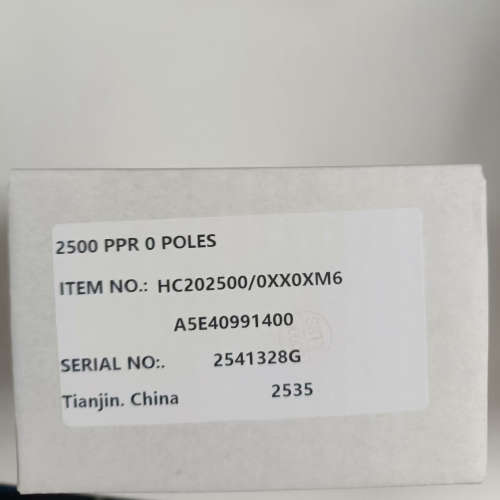 2500 PPR 0 POLES
ITEM NO.: HC202500/0XX0XM6
A5E40991400
SERIAL NO:. 2541328G
Tianjin. China 2535